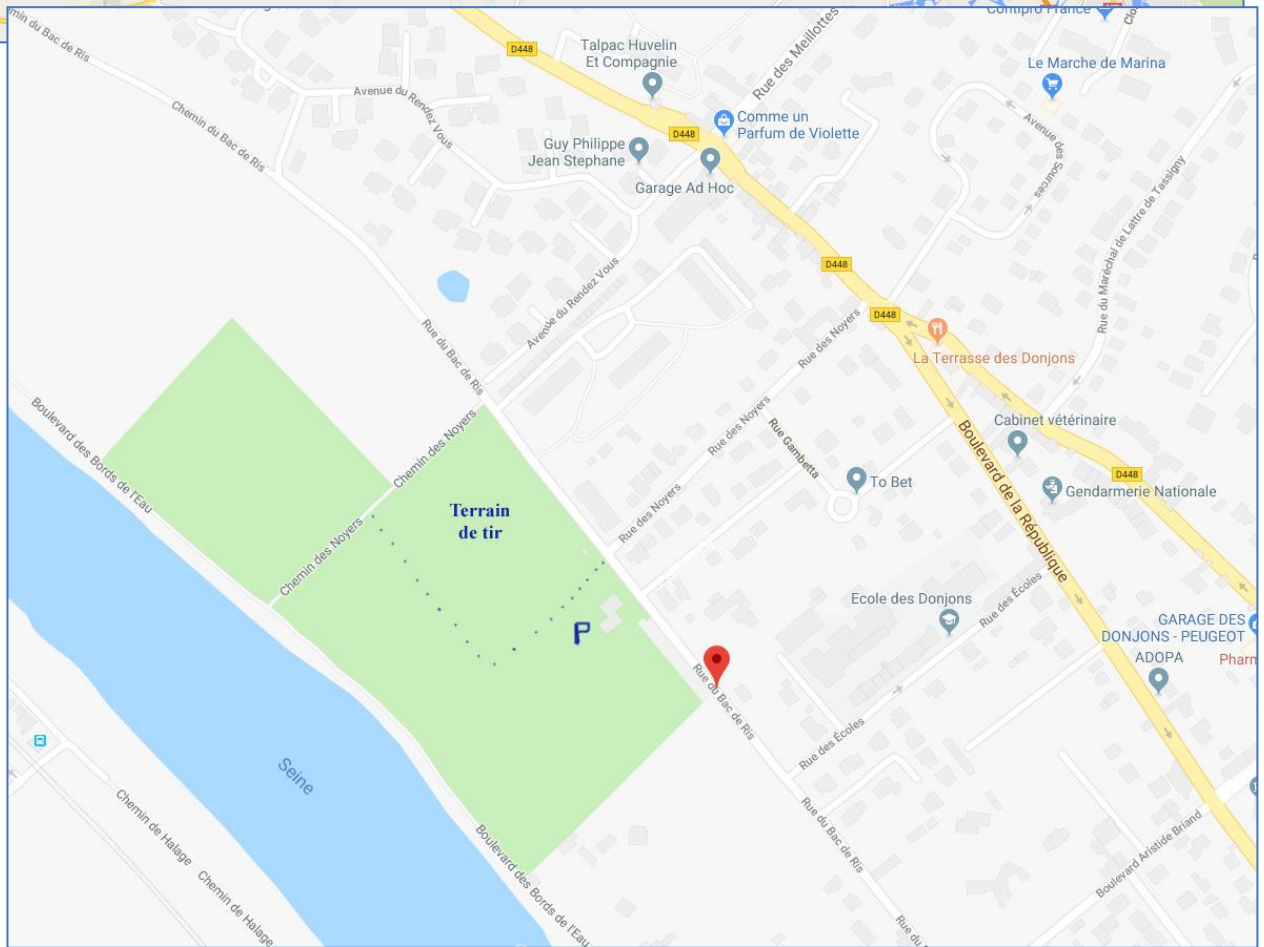 Contipro France
Clo
min du Bac de Ris
D448
Talpac Huvelin
Et Compagnie
Rue des Meillottes
Le Marche de Marina
Avenue du Rendez Vous
Chemin du Bac de Ris
Comme un
Parfum de Violette
D448
Guy Philippe
Jean Stephane
Garage Ad Hoc
Avenue des Sources
Rue du Maréchal de Lattre de Tassigny
D448
Avenue du Rendez Vous
Rue du Bac de Ris
D448
Rue des Noyers
La Terrasse des Donjons
Boulevard des Bords de l'Eau
Chemin des Noyers
Rue des Noyers
Rue Gambetta
Cabinet vétérinaire
Boulevard de la République
D448
To Bet
Gendarmerie Nationale
Terrain
de tir
Rue des Noyers
Chemin des Noyers
Ecole des Donjons
Rue des Écoles
GARAGE DES
DONJONS - PEUGEOT
P
ADOPA
Pharm
Rue du Bac de Ris
Rue des Écoles
Seine
Chemin de Halage
Rue du Bac de Ris
Boulevard des Bords de l'Eau
Boulevard Aristide Briand
Chemin de Halage
Rue du